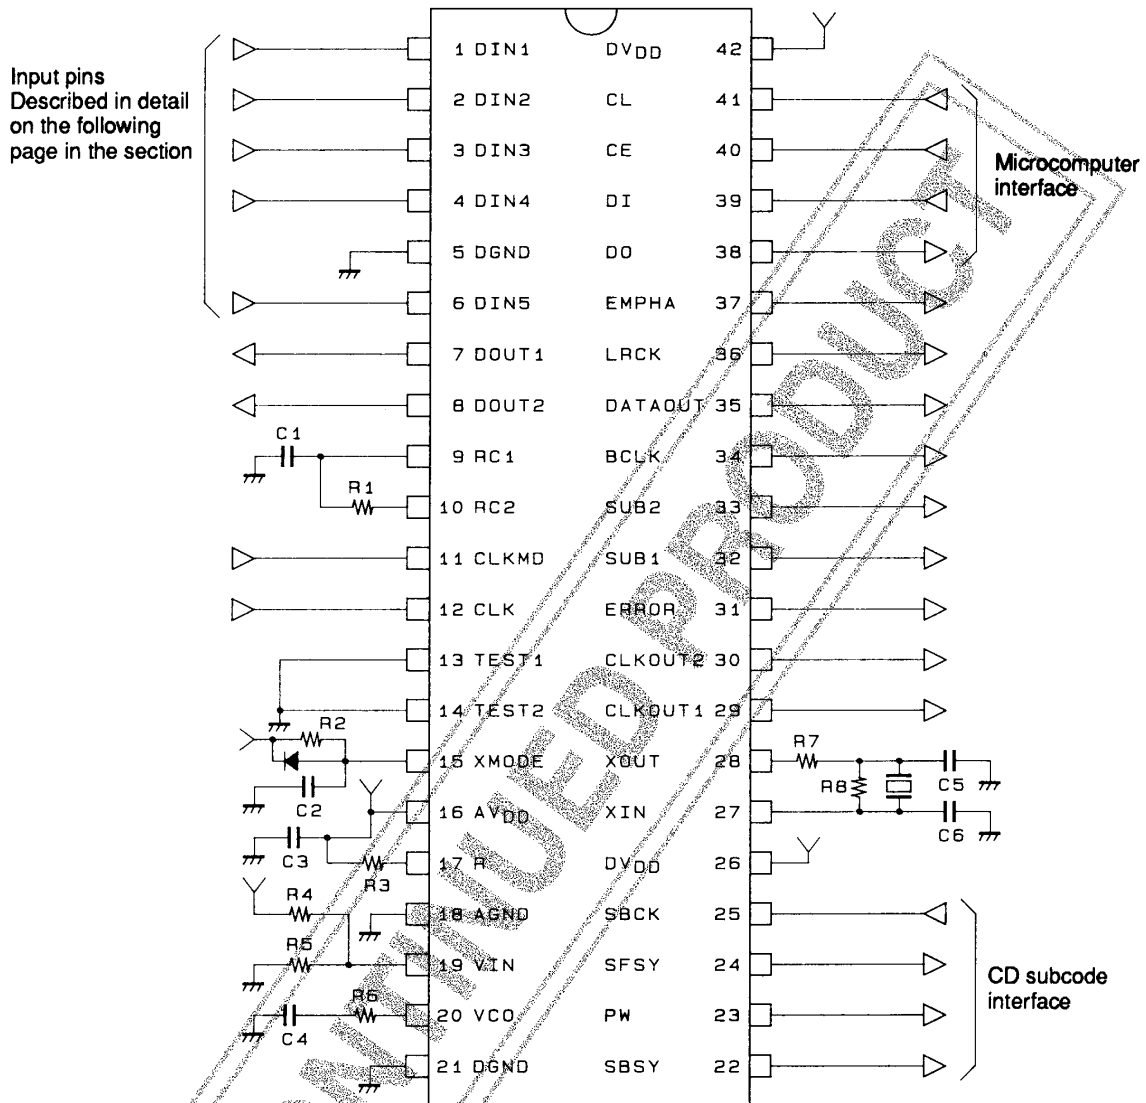 Input pins
Described in detail
on the following
page in the section
1 DIN1
2 DIN2
3 DIN3
4 DIN4
5 DGND
6 DIN5
7 DOUT1
8 DOUT2
9 RC1
10 RC2
11 CLKMD
12 CLK
13 TEST1
14 TEST2
15 XMODE
16 AVDD
17 R
18 AGND
19 VIN
20 VCO
21 DGND
C1
R1
R2
C2
C3
R3
R4
R5
R6
C4
DVDD 42
CL 41
CE 40
DI 39
DO 38
EMPHA 37
LRCK 36
DATAOUT 35
BCLK 34
SUB2 33
SUB1 32
ERROR 31
CLKOUT2 30
CLKOUT1 29
XOUT 28
XIN 27
DVDD 26
SBCK 25
SFSY 24
PW 23
SBSY 22
Microcomputer
interface
R7
R8
C5
C6
CD subcode
interface
NTINUED PRODUCT